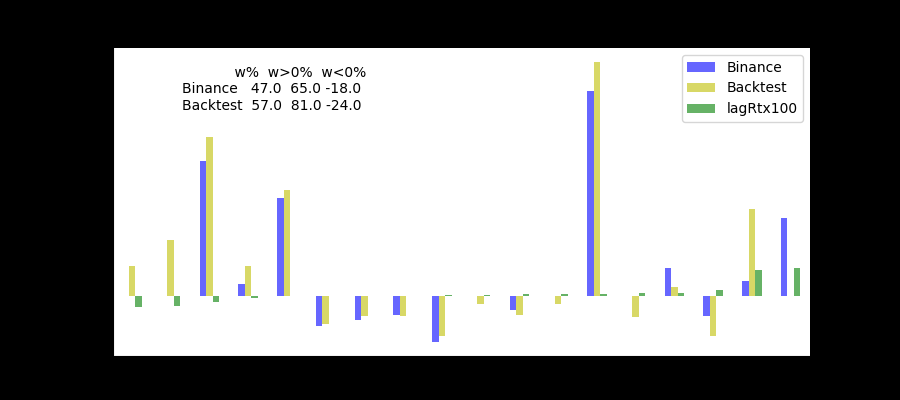 w% w>0% w<0%
Binance 47.0 65.0 -18.0
Backtest 57.0 81.0 -24.0
Binance
Backtest
lagRtx100